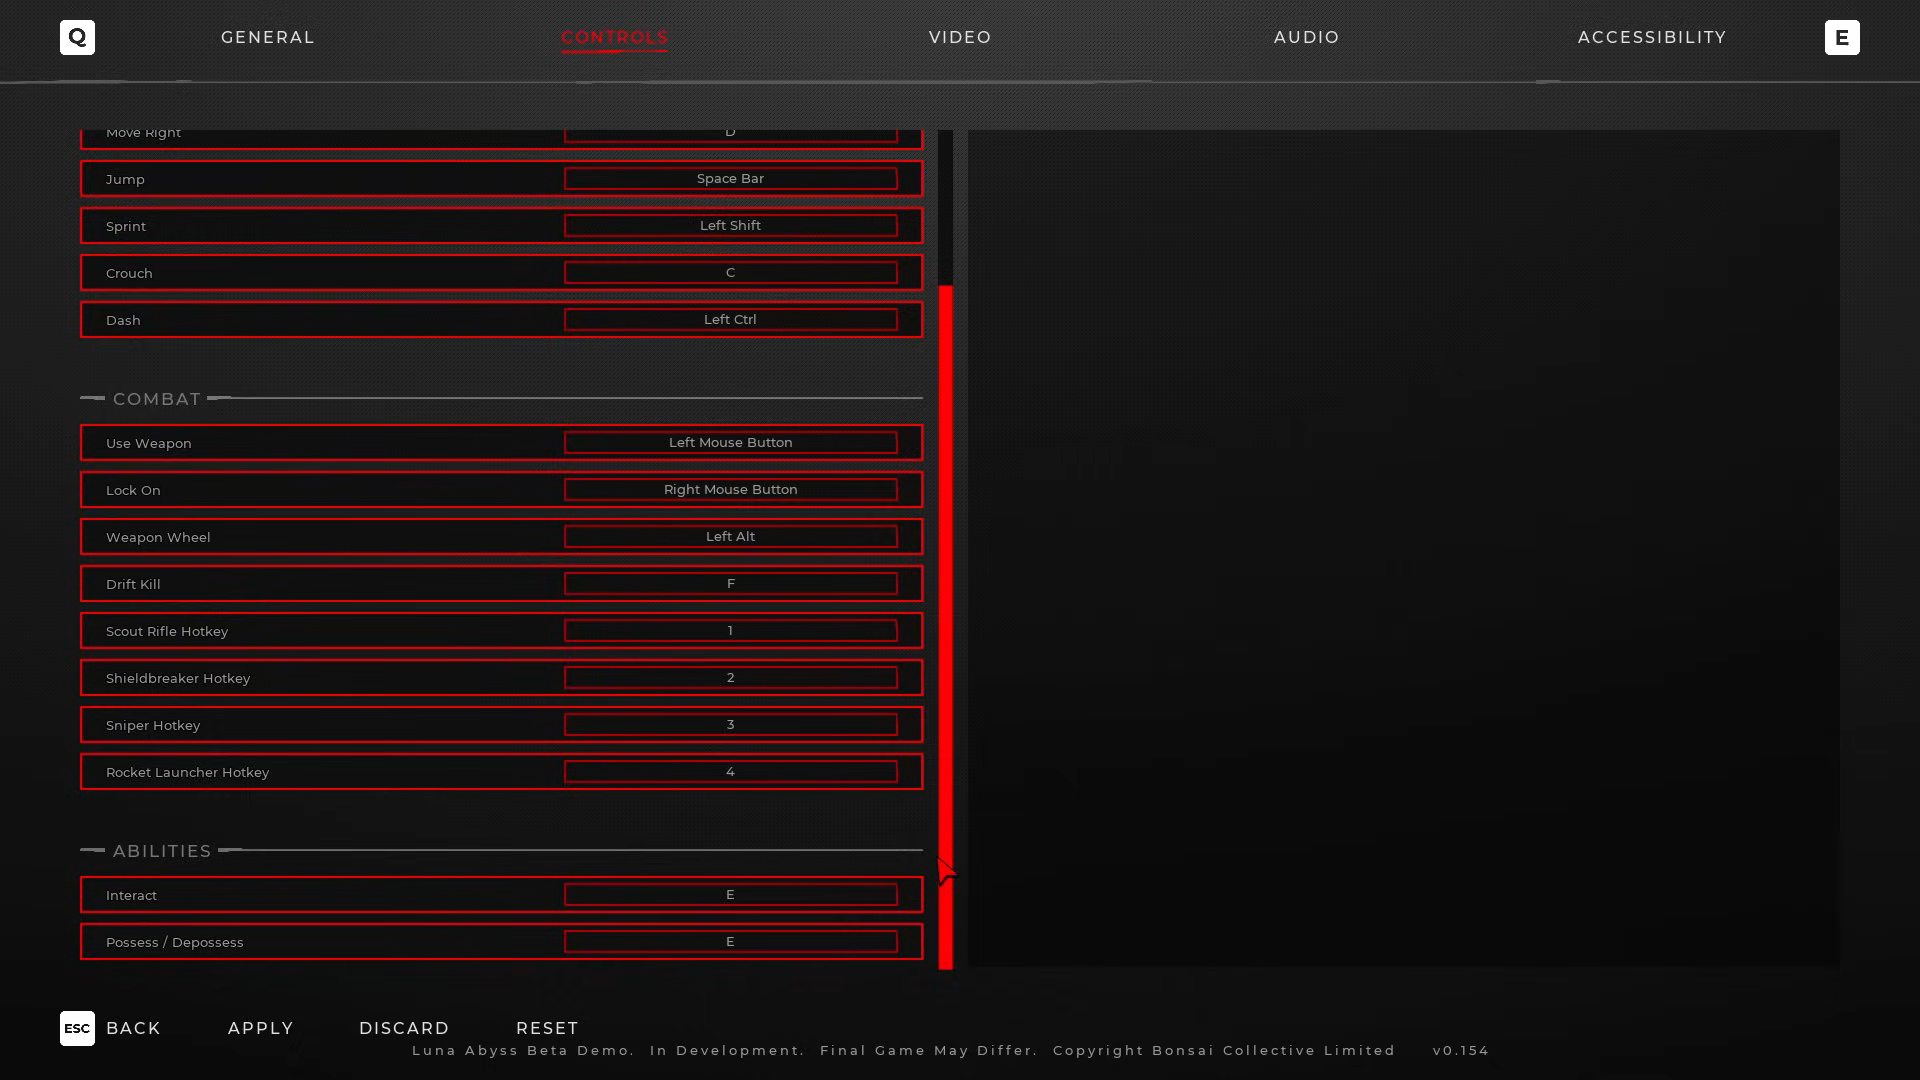 Q GENERAL CONTROLS VIDEO AUDIO ACCESSIBILITY E
Move Right D
Jump Space Bar
Sprint Left Shift
Crouch C
Dash Left Ctrl
COMBAT
Use Weapon Left Mouse Button
Lock On Right Mouse Button
Weapon Wheel Left Alt
Drift Kill F
Scout Rifle Hotkey 1
Shieldbreaker Hotkey 2
Sniper Hotkey 3
Rocket Launcher Hotkey 4
ABILITIES
Interact E
Possess / Depossess E
ESC BACK APPLY DISCARD RESET
Luna Abyss Beta Demo. In Development. Final Game May Differ. Copyright Bonsai Collective Limited v0.154